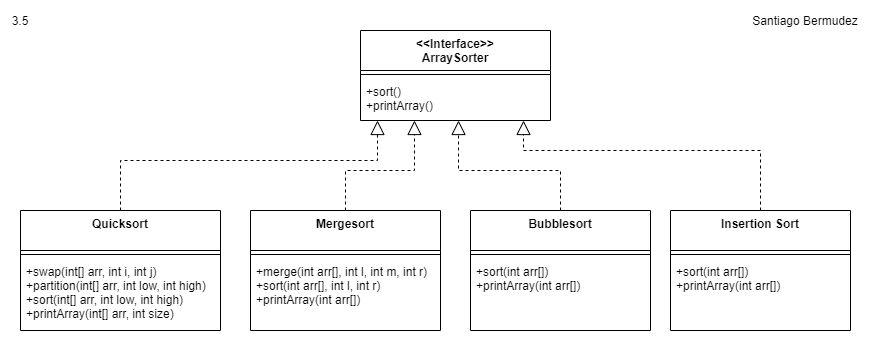 3.5
Santiago Bermudez
<<Interface>>
ArraySorter
+sort()
+printArray()
Quicksort
+swap(int[] arr, int i, int j)
+partition(int[] arr, int low, int high)
+sort(int[] arr, int low, int high)
+printArray(int[] arr, int size)
Mergesort
+merge(int arr[], int l, int m, int r)
+sort(int arr[], int l, int r)
+printArray(int arr[])
Bubblesort
+sort(int arr[])
+printArray(int arr[])
Insertion Sort
+sort(int arr[])
+printArray(int arr[])